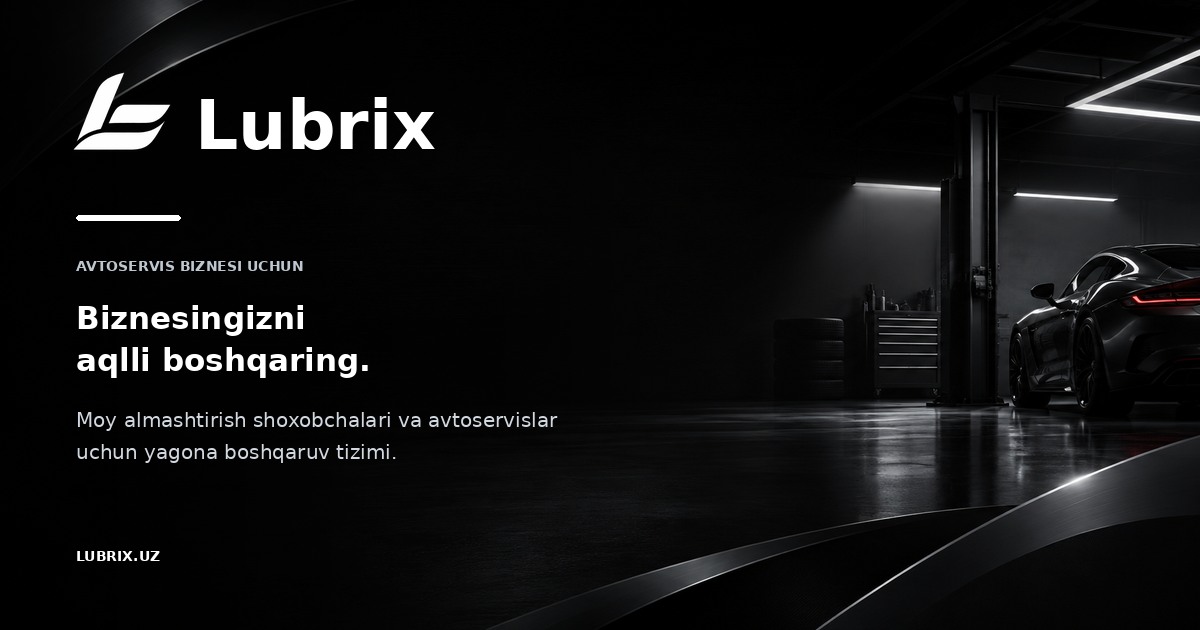 Lubrix
AVTOSERVIS BIZNESI UCHUN
Biznesingizni
aqlli boshqaring.
Moy almashtirish shoxobchalari va avtoservislar
uchun yagona boshqaruv tizimi.
LUBRIX.UZ